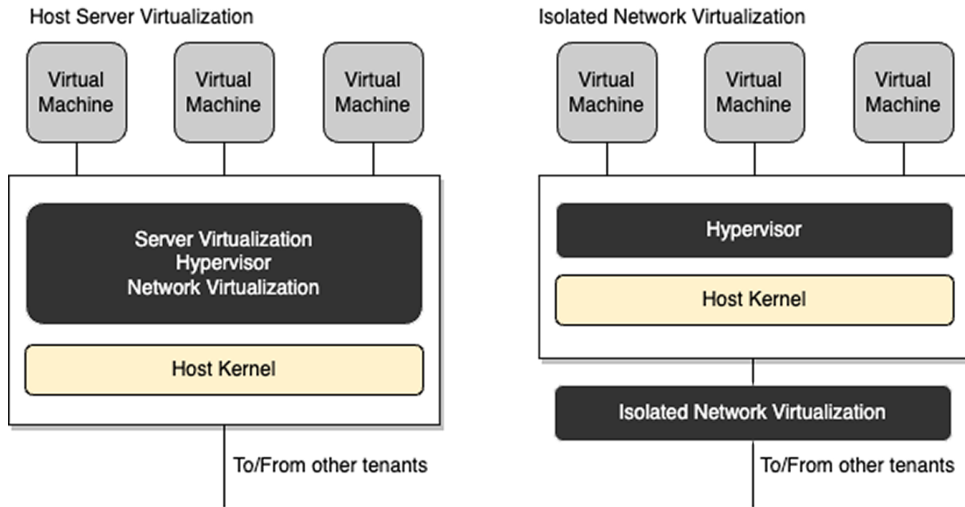 Host Server Virtualization
Virtual
Machine
Virtual
Machine
Virtual
Machine
Server Virtualization
Hypervisor
Network Virtualization
Host Kernel
To/From other tenants
Isolated Network Virtualization
Virtual
Machine
Virtual
Machine
Virtual
Machine
Hypervisor
Host Kernel
Isolated Network Virtualization
To/From other tenants